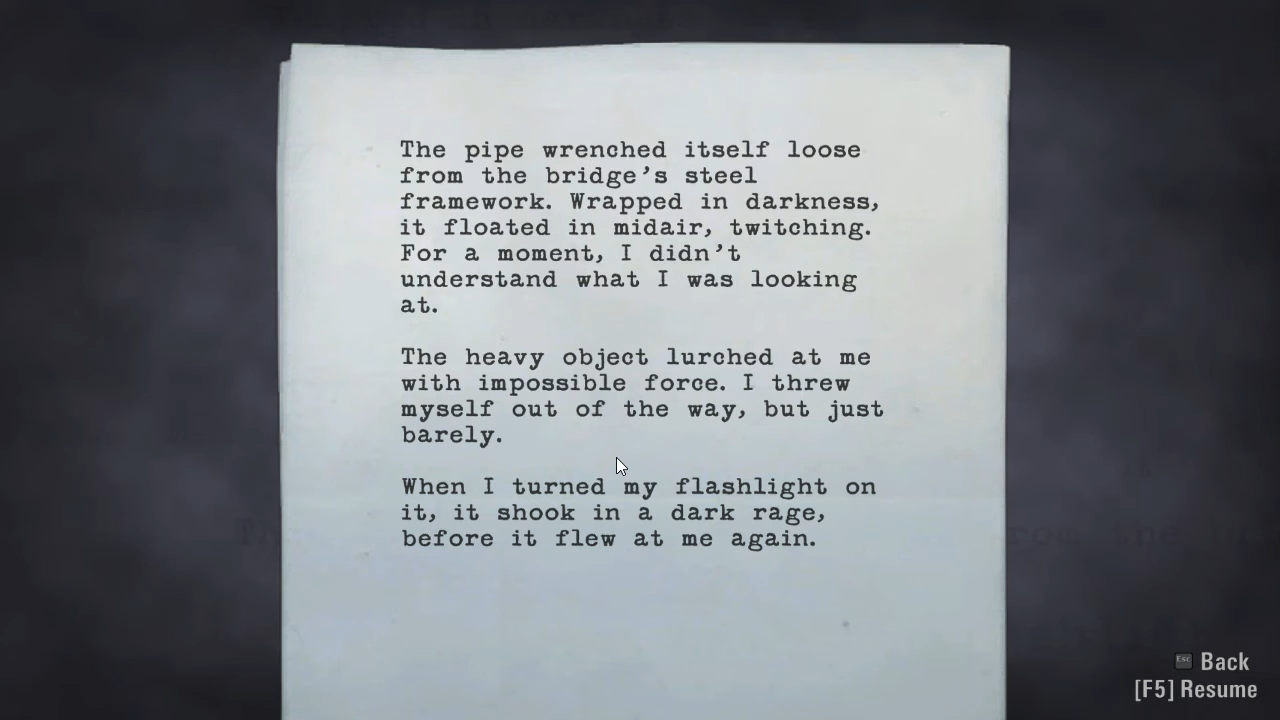 The pipe wrenched itself loose
from the bridge’s steel
framework. Wrapped in darkness,
it floated in midair, twitching.
For a moment, I didn’t
understand what I was looking
at.
The heavy object lurched at me
with impossible force. I threw
myself out of the way, but just
barely.
When I turned my flashlight on
it, it shook in a dark rage,
before it flew at me again.
Esc Back
[F5] Resume